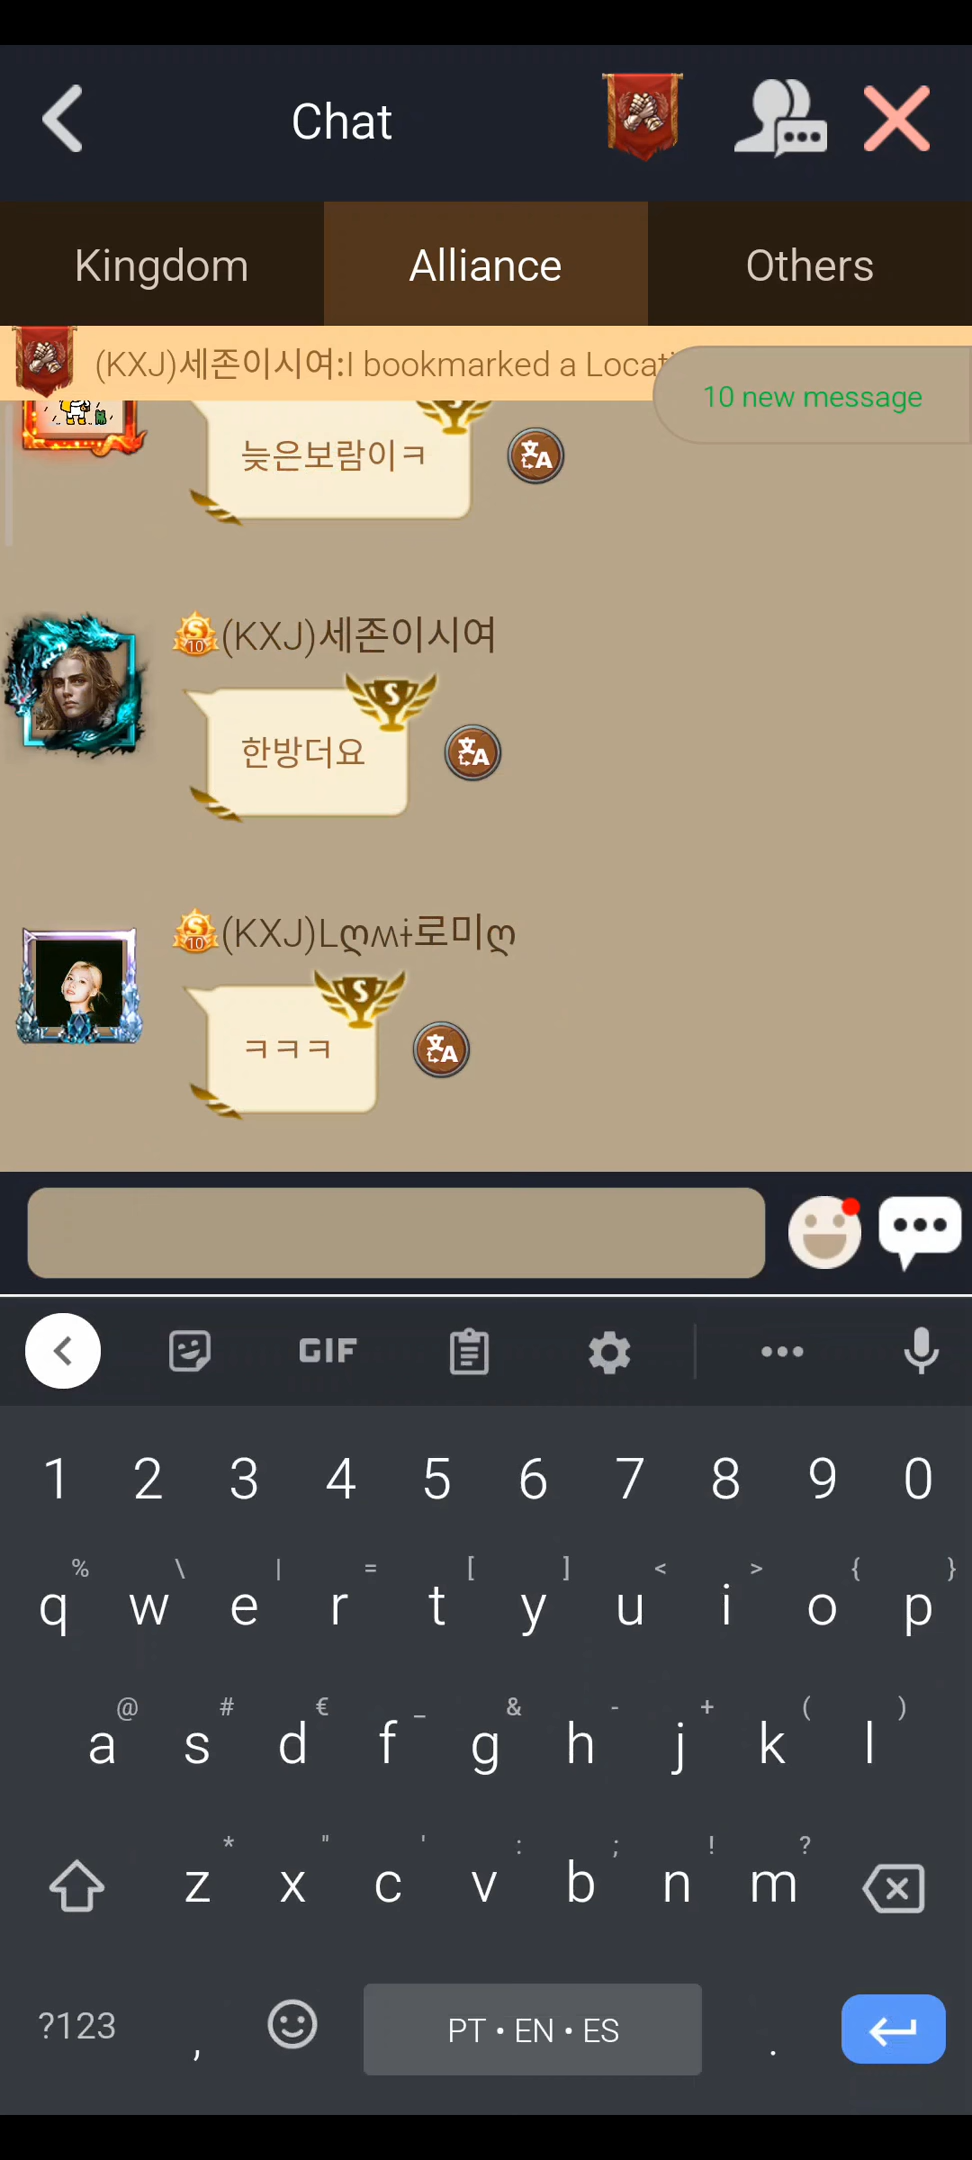 Chat
Kingdom Alliance Others
(KXJ)세존이시여:I bookmarked a Locat
10 new message
늦은보람이ㅋ
(KXJ)세존이시여
한방더요
(KXJ)Lღʍɨ로미ღ
ㅋㅋㅋ
GIF
1 2 3 4 5 6 7 8 9 0
% \ | = [ ] < > { }
q w e r t y u i o p
@ # € _ & - + ( )
a s d f g h j k l
* " ' : ; ! ?
z x c v b n m
?123 , PT • EN • ES .